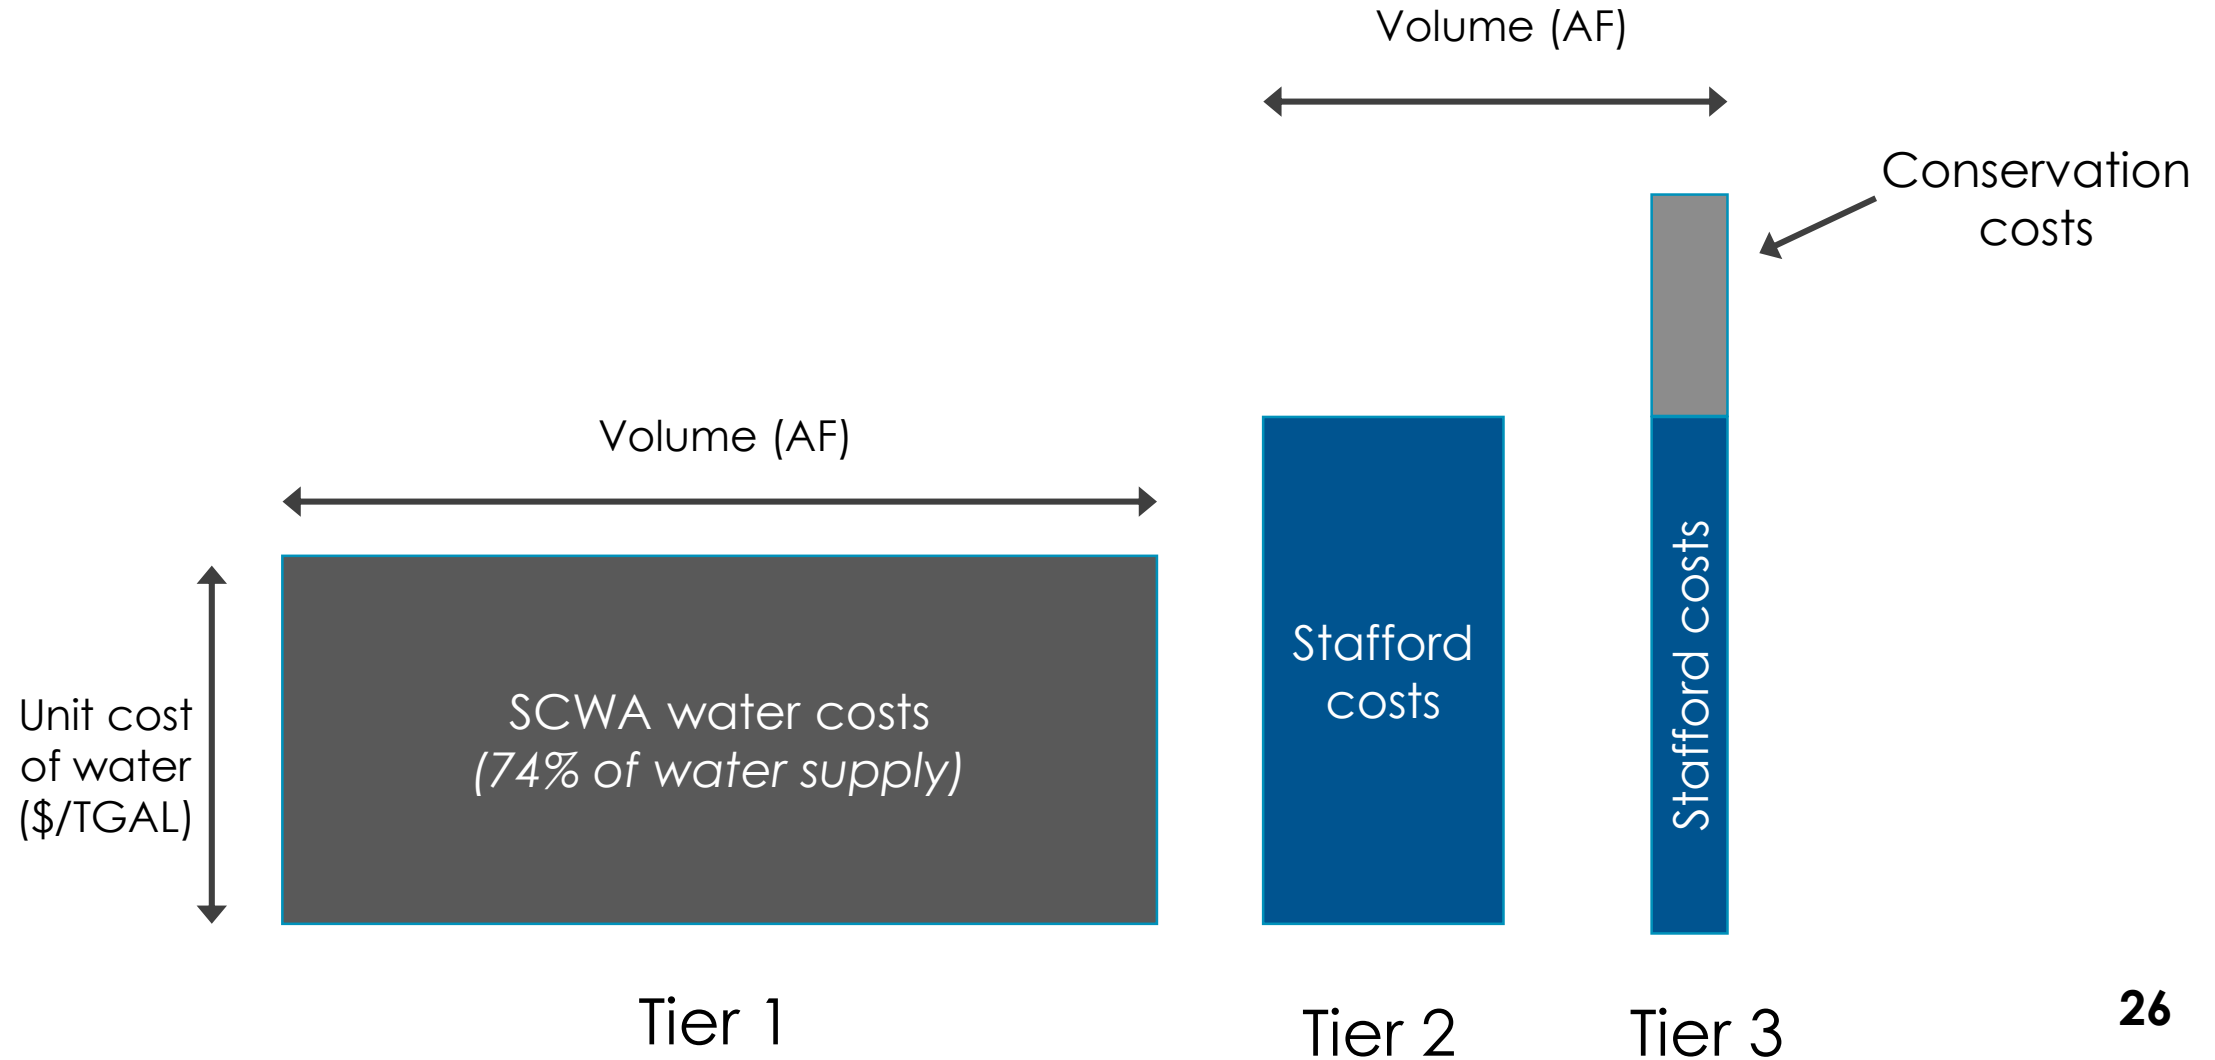 Volume (AF)
Conservation
costs
Volume (AF)
Unit cost
of water
($/TGAL)
SCWA water costs
(74% of water supply)
Stafford
costs
Stafford costs
Tier 1
Tier 2
Tier 3
26